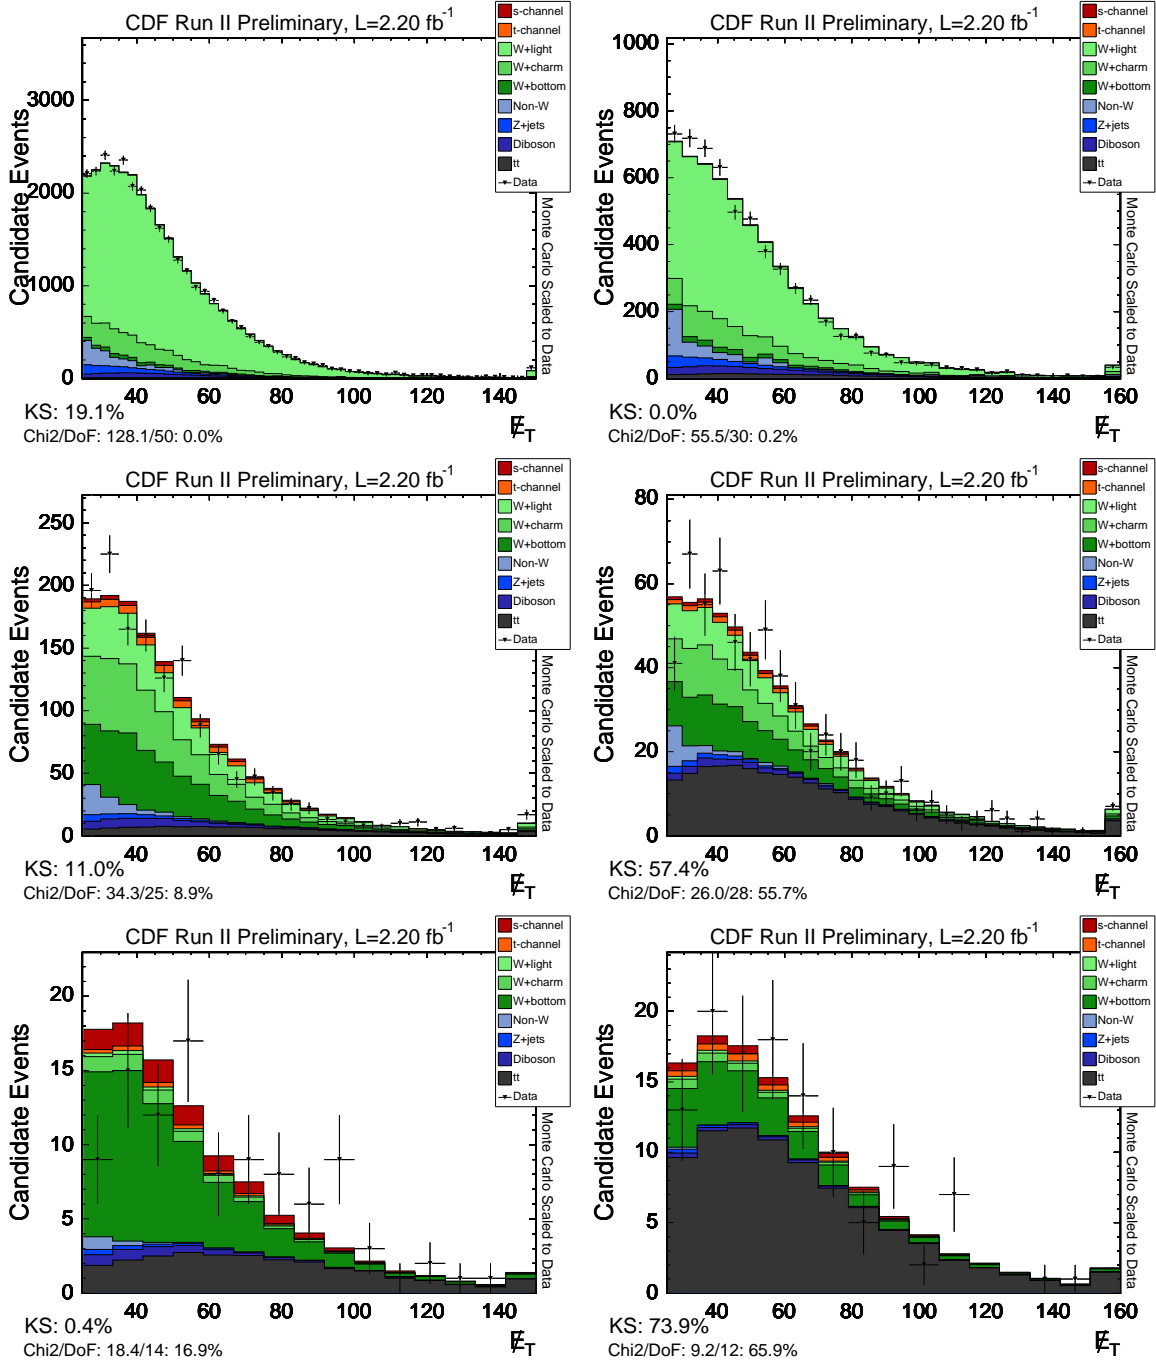 CDF Run II Preliminary, L=2.20 fb-1
s-channel
t-channel
W+light
W+charm
W+bottom
Non-W
Z+jets
Diboson
tt
Data
Candidate Events
3000
2000
1000
0
40 60 80 100 120 140
Monte Carlo Scaled to Data
KS: 19.1%
Chi2/DoF: 128.1/50: 0.0%
E̸T
CDF Run II Preliminary, L=2.20 fb-1
s-channel
t-channel
W+light
W+charm
W+bottom
Non-W
Z+jets
Diboson
tt
Data
Candidate Events
1000
800
600
400
200
0
40 60 80 100 120 140 160
Monte Carlo Scaled to Data
KS: 0.0%
Chi2/DoF: 55.5/30: 0.2%
E̸T
CDF Run II Preliminary, L=2.20 fb-1
s-channel
t-channel
W+light
W+charm
W+bottom
Non-W
Z+jets
Diboson
tt
Data
Candidate Events
250
200
150
100
50
0
40 60 80 100 120 140
Monte Carlo Scaled to Data
KS: 11.0%
Chi2/DoF: 34.3/25: 8.9%
E̸T
CDF Run II Preliminary, L=2.20 fb-1
s-channel
t-channel
W+light
W+charm
W+bottom
Non-W
Z+jets
Diboson
tt
Data
Candidate Events
80
60
40
20
0
40 60 80 100 120 140 160
Monte Carlo Scaled to Data
KS: 57.4%
Chi2/DoF: 26.0/28: 55.7%
E̸T
CDF Run II Preliminary, L=2.20 fb-1
s-channel
t-channel
W+light
W+charm
W+bottom
Non-W
Z+jets
Diboson
tt
Data
Candidate Events
20
15
10
5
0
40 60 80 100 120 140
Monte Carlo Scaled to Data
KS: 0.4%
Chi2/DoF: 18.4/14: 16.9%
E̸T
CDF Run II Preliminary, L=2.20 fb-1
s-channel
t-channel
W+light
W+charm
W+bottom
Non-W
Z+jets
Diboson
tt
Data
Candidate Events
20
15
10
5
0
40 60 80 100 120 140 160
Monte Carlo Scaled to Data
KS: 73.9%
Chi2/DoF: 9.2/12: 65.9%
E̸T